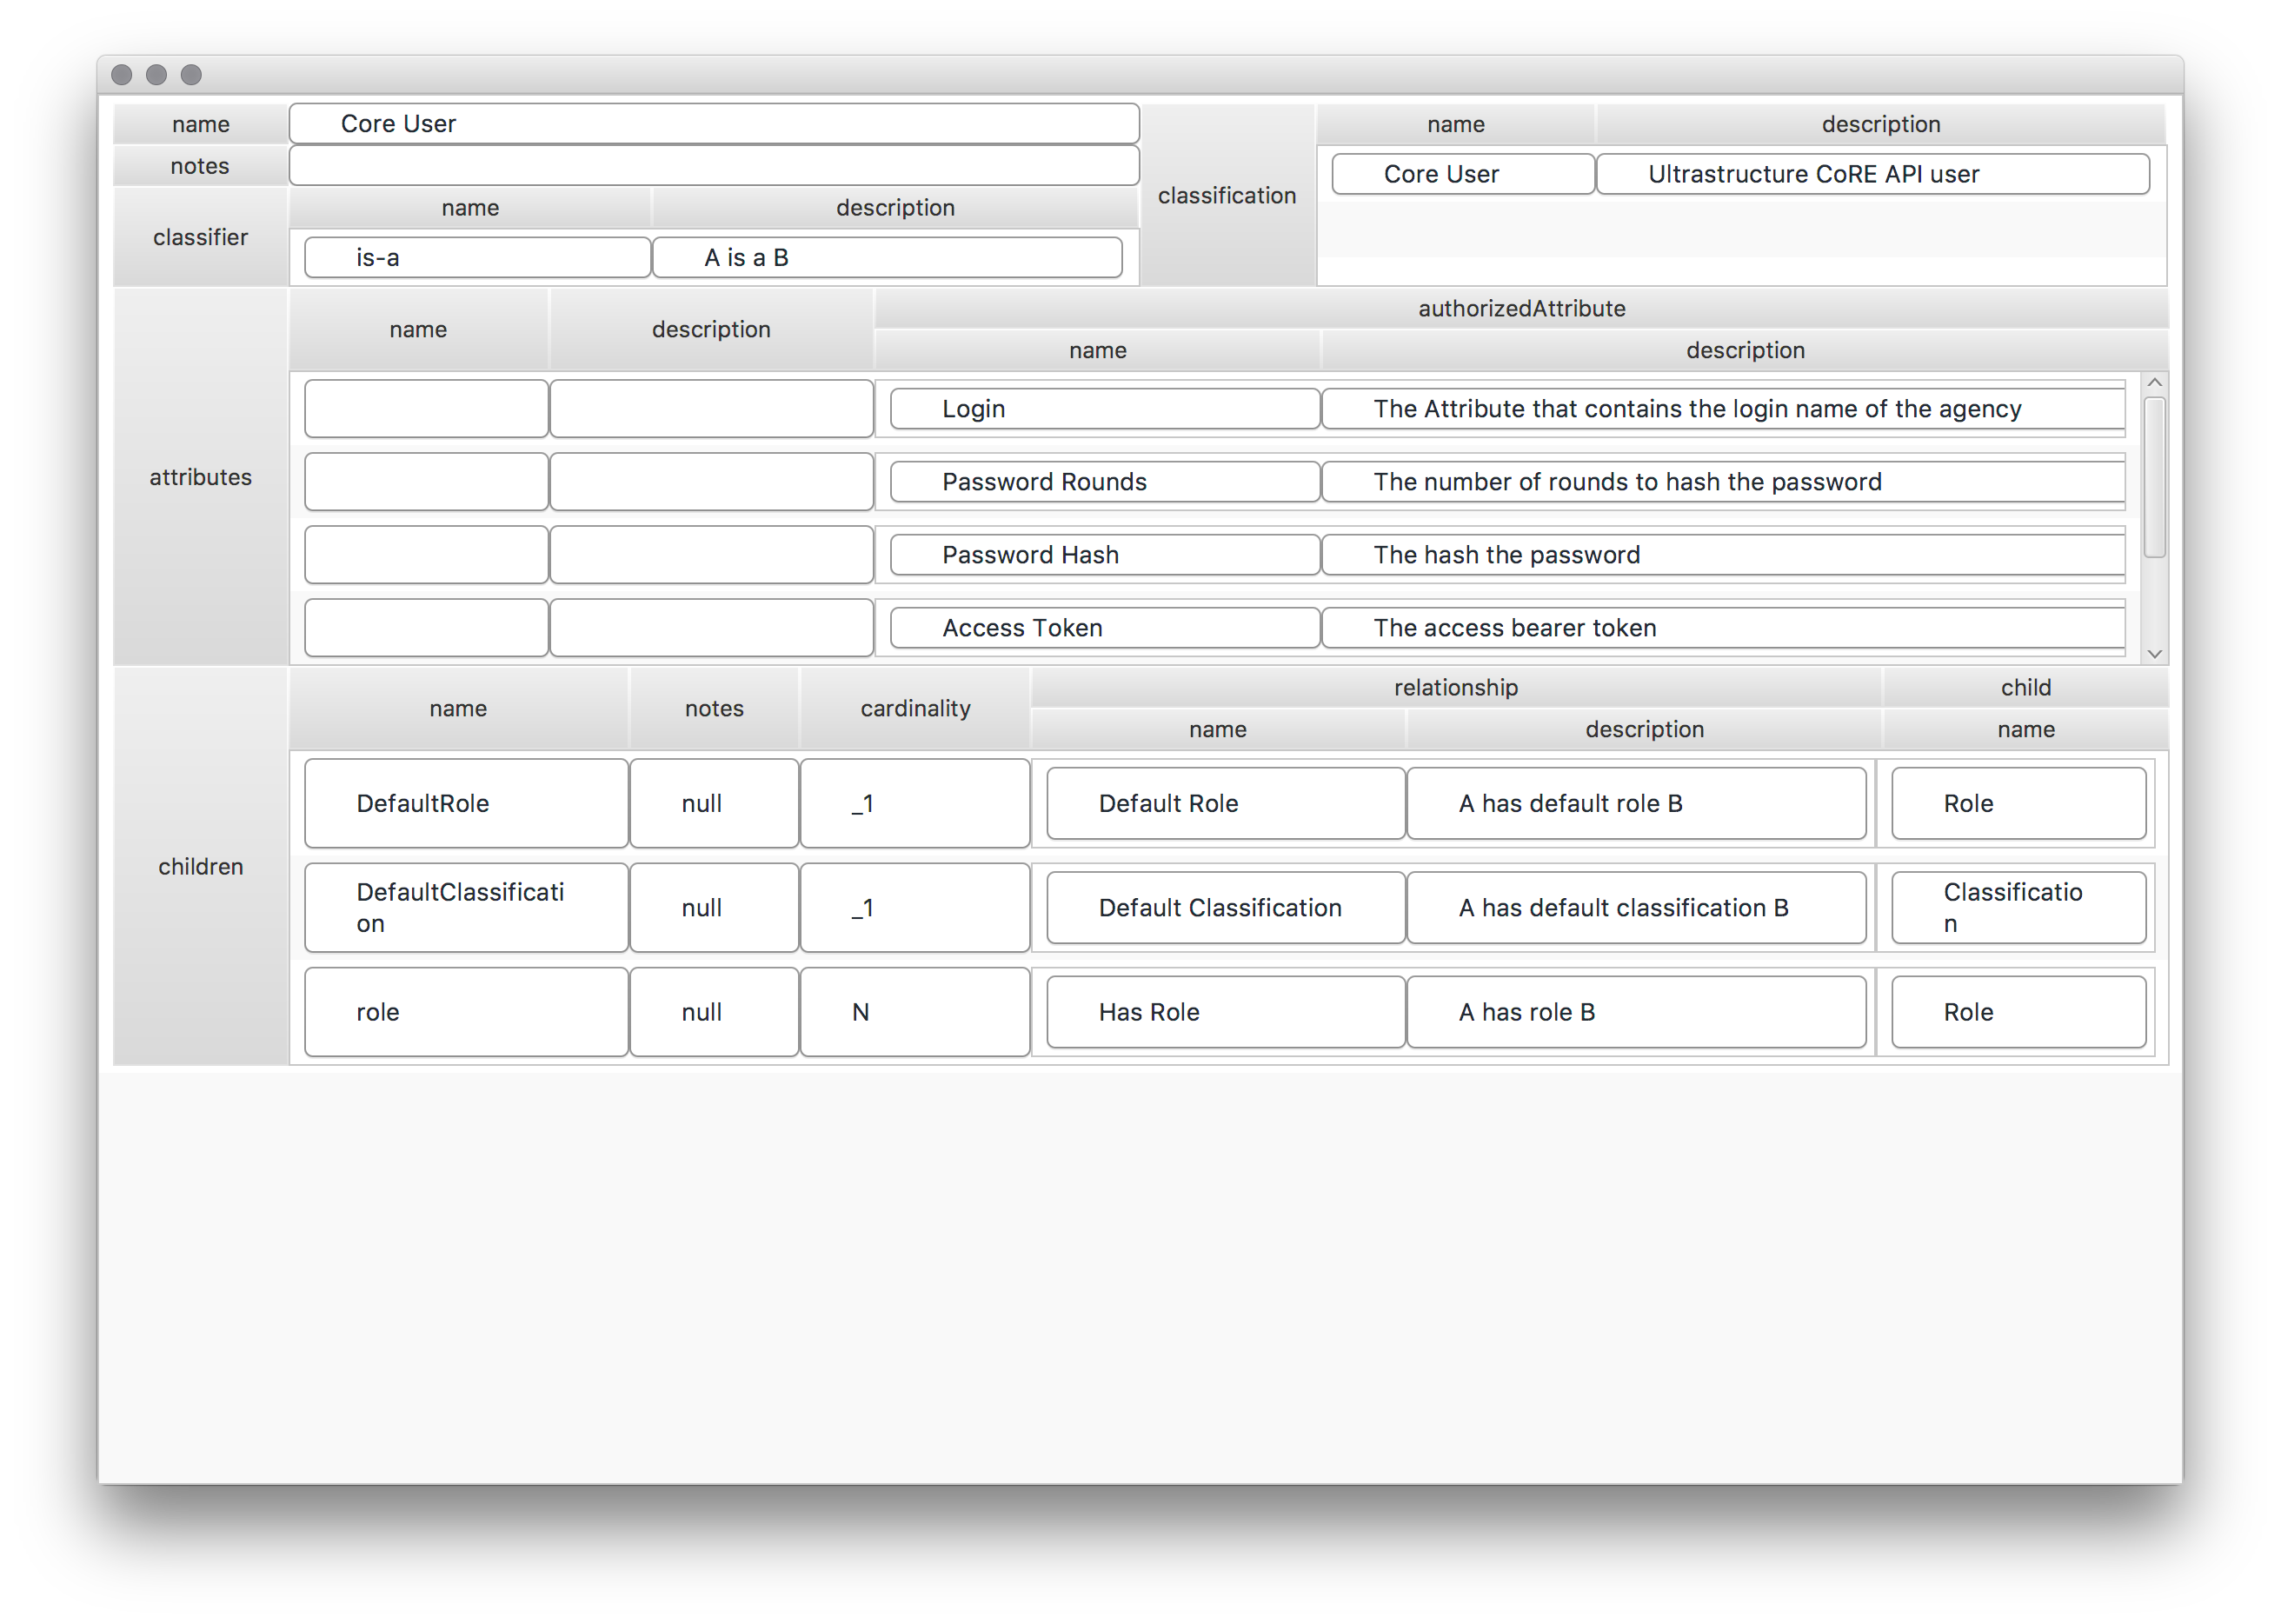 name Core User
notes
classifier
name description
is-a A is a B
classification
name description
Core User Ultrastructure CoRE API user
attributes
name description authorizedAttribute
name description
Login The Attribute that contains the login name of the agency
Password Rounds The number of rounds to hash the password
Password Hash The hash the password
Access Token The access bearer token
children
name notes cardinality relationship child
name description name
DefaultRole null _1 Default Role A has default role B Role
DefaultClassificati
on null _1 Default Classification A has default classification B Classificatio
n
role null N Has Role A has role B Role